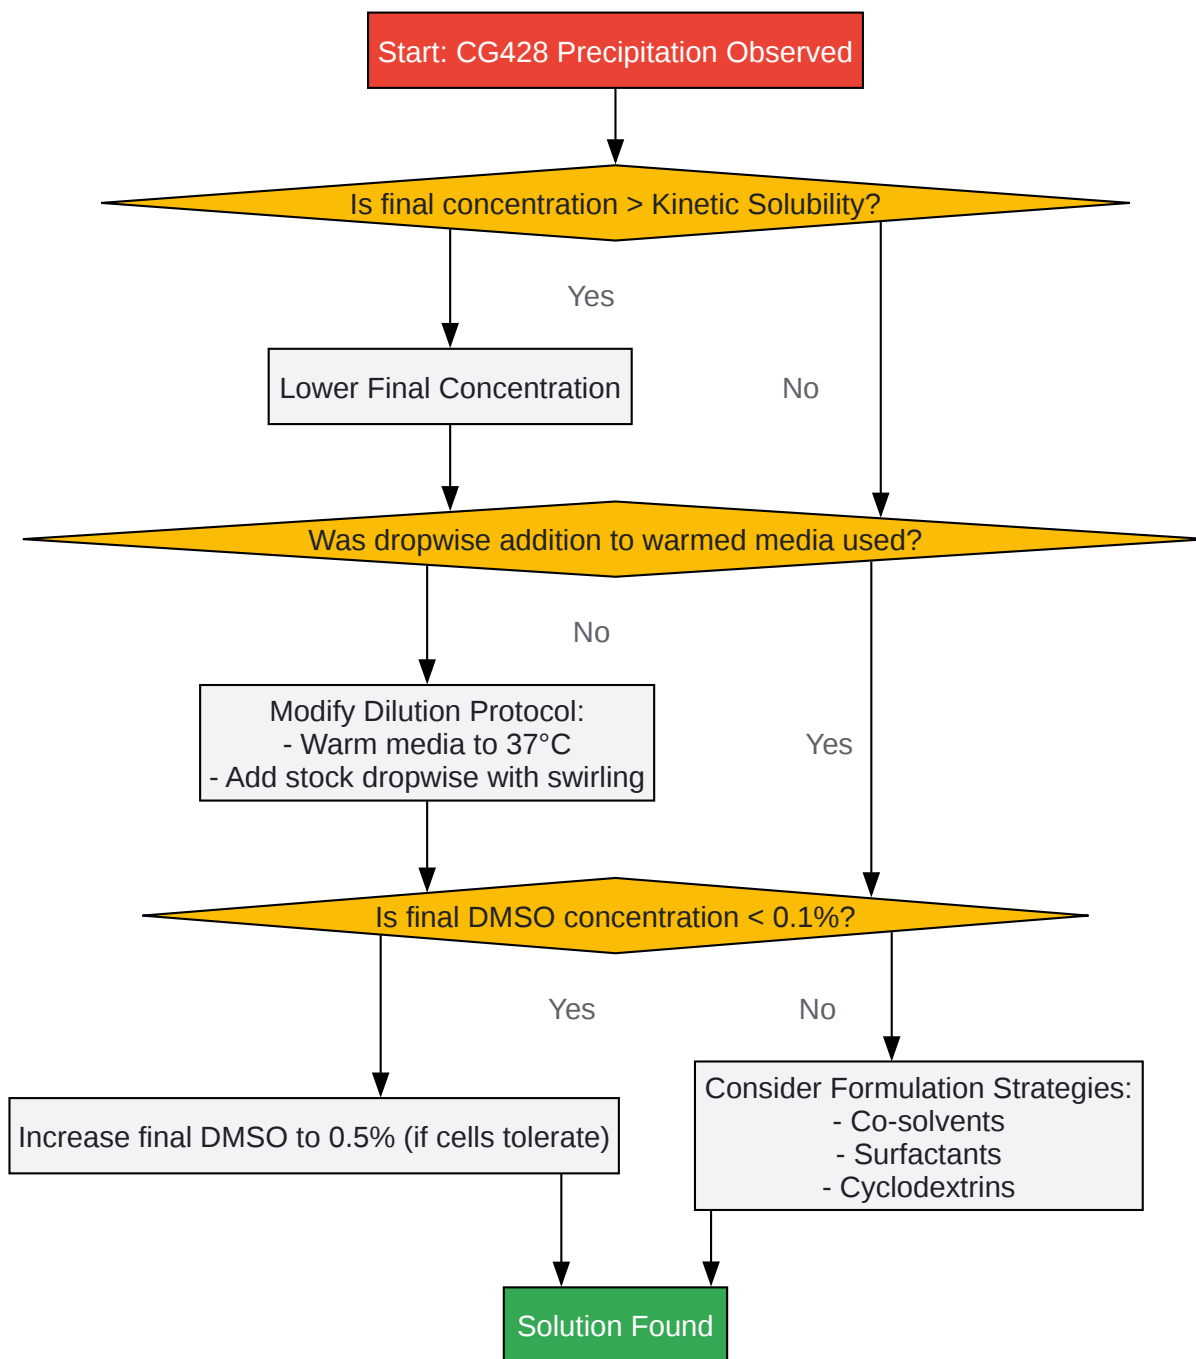 Start: CG428 Precipitation Observed
Is final concentration > Kinetic Solubility?
Yes
Lower Final Concentration
No
Was dropwise addition to warmed media used?
No
Modify Dilution Protocol:
- Warm media to 37°C
- Add stock dropwise with swirling
Yes
Is final DMSO concentration < 0.1%?
Yes
No
Increase final DMSO to 0.5% (if cells tolerate)
Consider Formulation Strategies:
- Co-solvents
- Surfactants
- Cyclodextrins
Solution Found